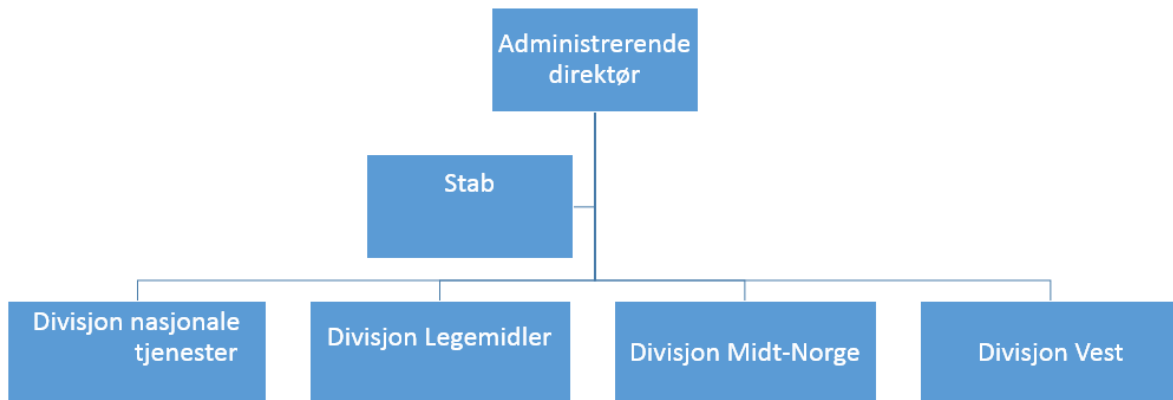 Administrerende
direktør
Stab
Divisjon nasjonale
tjenester
Divisjon Legemidler
Divisjon Midt-Norge
Divisjon Vest